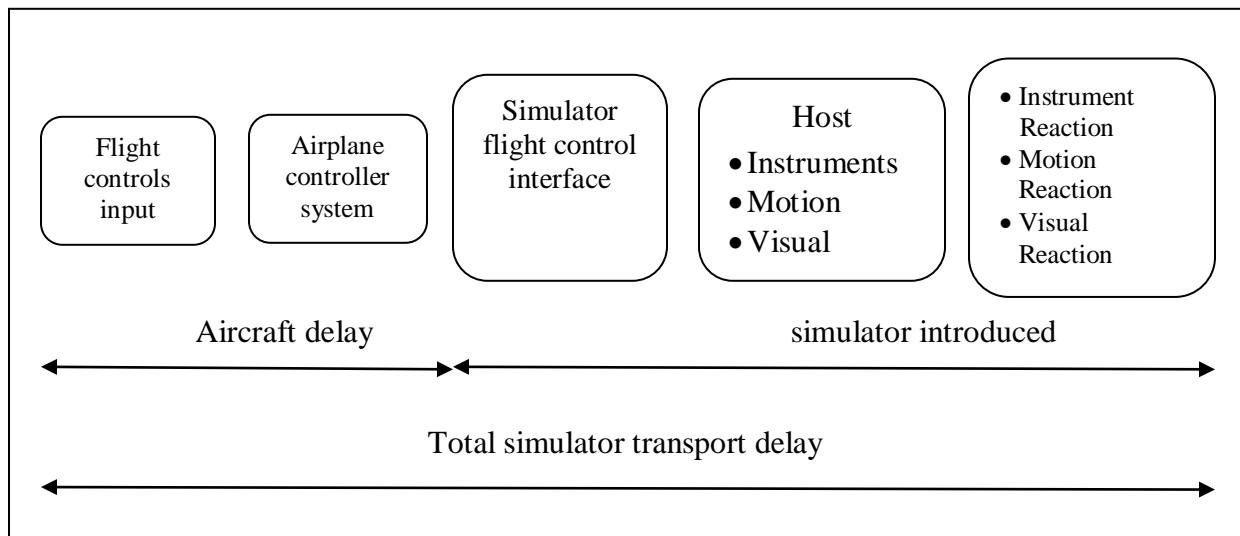 Flight
controls
input
Airplane
controller
system
Simulator
flight control
interface
Host
• Instruments
• Motion
• Visual
• Instrument
Reaction
• Motion
Reaction
• Visual
Reaction
Aircraft delay
simulator introduced
Total simulator transport delay